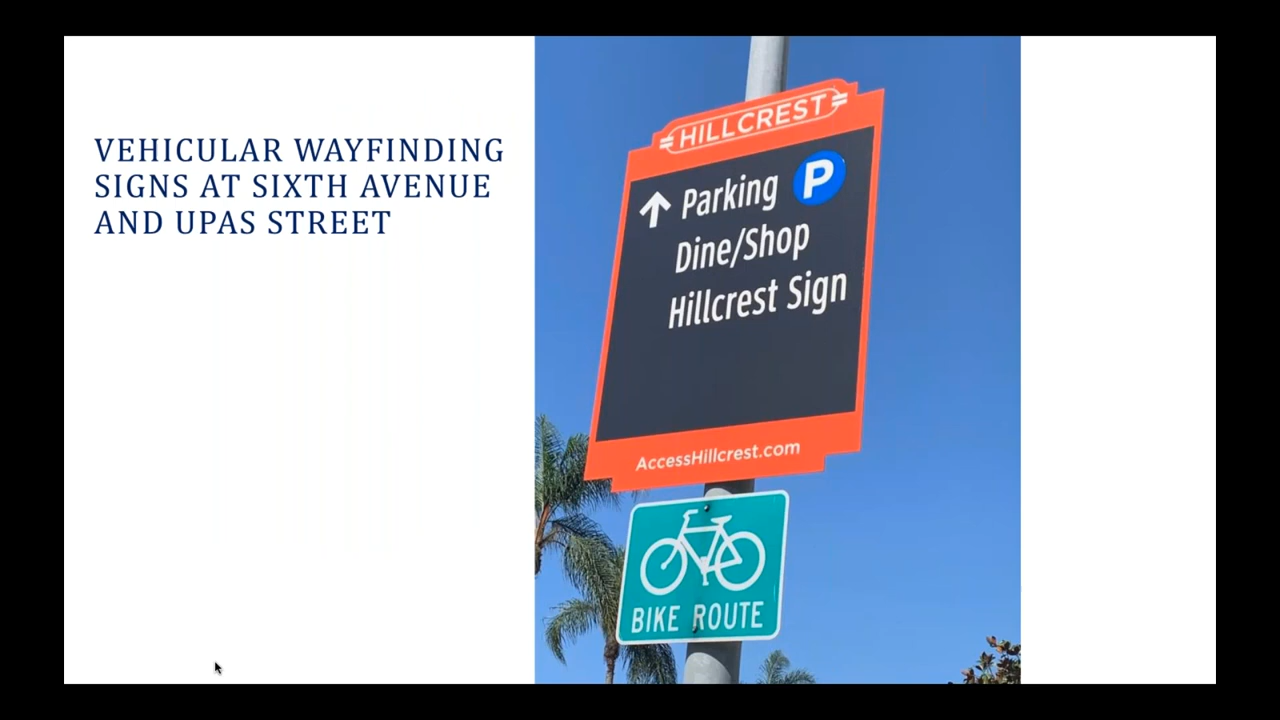 VEHICULAR WAYFINDING
SIGNS AT SIXTH AVENUE
AND UPAS STREET
HILLCREST
Parking P
Dine/Shop
Hillcrest Sign
AccessHillcrest.com
BIKE ROUTE